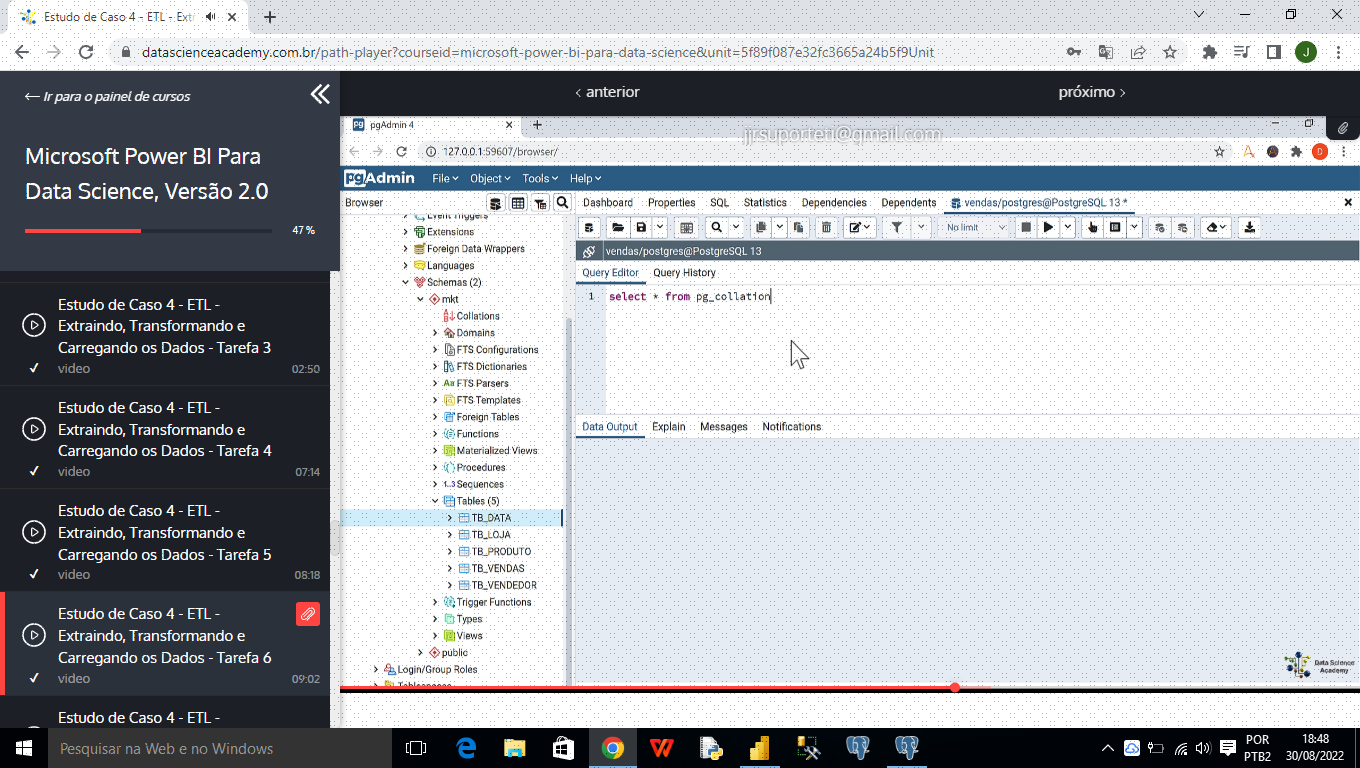 Estudo de Caso 4 - ETL - Extr
datascienceacademy.com.br/path-player?courseid=microsoft-power-bi-para-data-science&unit=5f89f087e32fc3665a24b5f9Unit
J
← Ir para o painel de cursos
‹ anterior
próximo ›
Microsoft Power BI Para
Data Science, Versão 2.0
47%
Estudo de Caso 4 - ETL -
Extraindo, Transformando e
Carregando os Dados - Tarefa 3
video
02:50
Estudo de Caso 4 - ETL -
Extraindo, Transformando e
Carregando os Dados - Tarefa 4
video
07:14
Estudo de Caso 4 - ETL -
Extraindo, Transformando e
Carregando os Dados - Tarefa 5
video
08:18
Estudo de Caso 4 - ETL -
Extraindo, Transformando e
Carregando os Dados - Tarefa 6
video
09:02
Estudo de Caso 4 - ETL -
pgAdmin 4
jjrsuporteti@gmail.com
127.0.0.1:59607/browser/
D
pgAdmin
File Object Tools Help
Browser
Dashboard Properties SQL Statistics Dependencies Dependents vendas/postgres@PostgreSQL 13 *
No limit
vendas/postgres@PostgreSQL 13
Query Editor Query History
1 select * from pg_collation
Data Output Explain Messages Notifications
Event Triggers
Extensions
Foreign Data Wrappers
Languages
Schemas (2)
mkt
Collations
Domains
FTS Configurations
FTS Dictionaries
FTS Parsers
FTS Templates
Foreign Tables
Functions
Materialized Views
Procedures
Sequences
Tables (5)
TB_DATA
TB_LOJA
TB_PRODUTO
TB_VENDAS
TB_VENDEDOR
Trigger Functions
Types
Views
public
Login/Group Roles
Tablespaces
Data Science
Academy
Pesquisar na Web e no Windows
POR
PTB2
18:48
30/08/2022